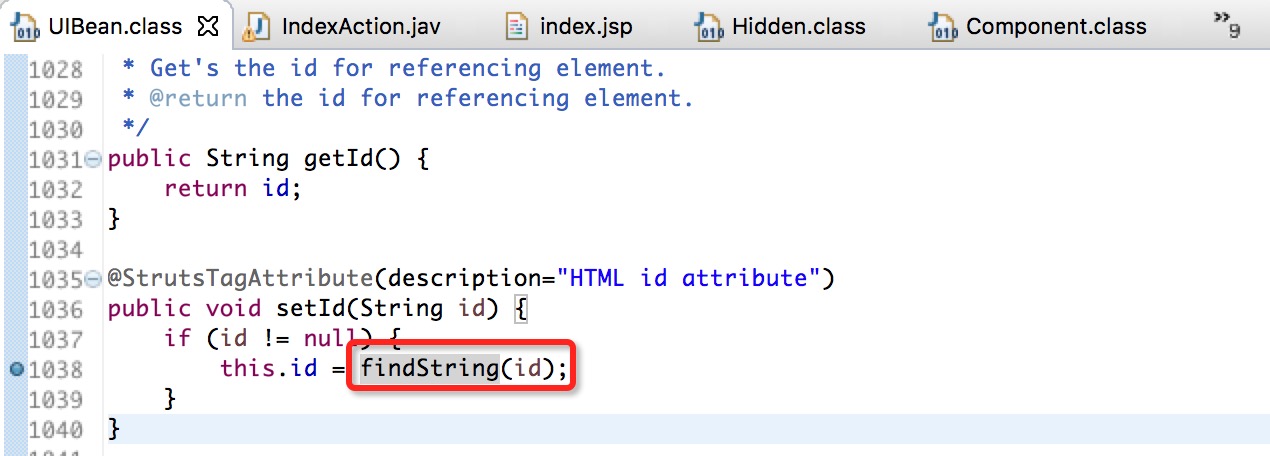 UIBean.class IndexAction.jav index.jsp Hidden.class Component.class »9
1028 * Get's the id for referencing element.
1029 * @return the id for referencing element.
1030 */
1031 public String getId() {
1032 return id;
1033 }
1034
1035 @StrutsTagAttribute(description="HTML id attribute")
1036 public void setId(String id) {
1037 if (id != null) {
1038 this.id = findString(id);
1039 }
1040 }